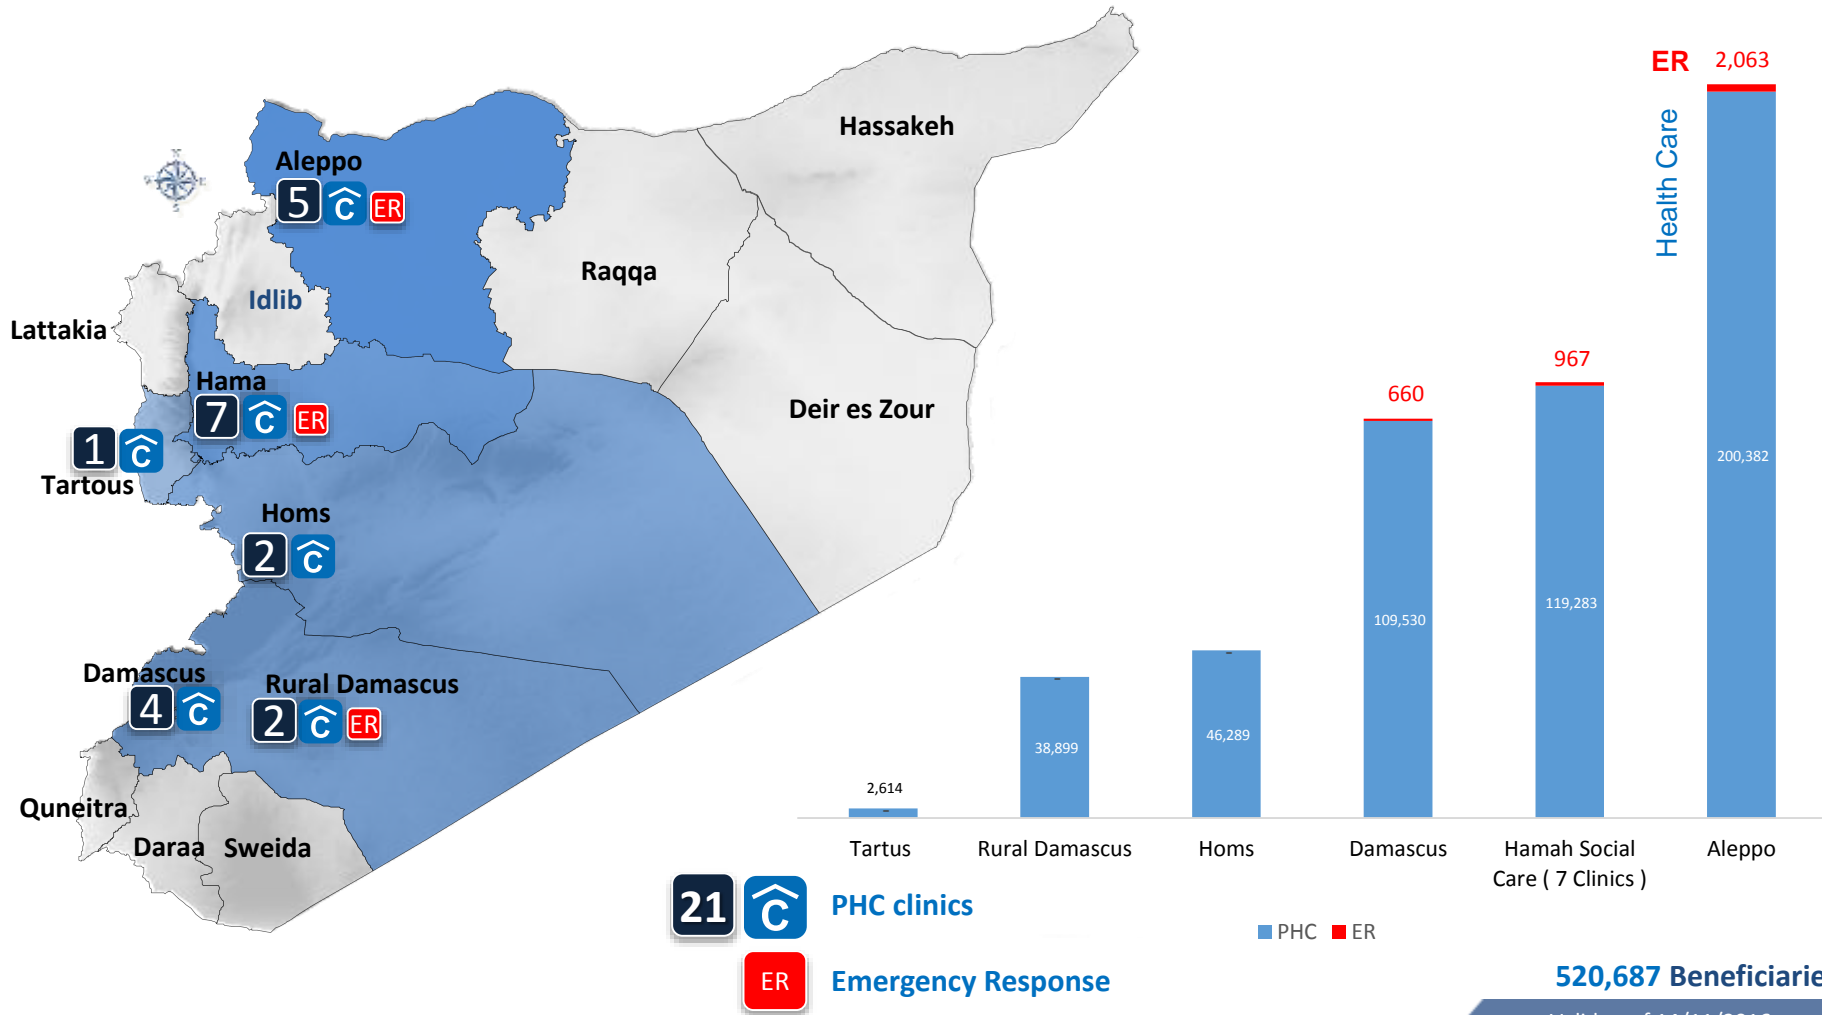 Aleppo
5 C ER
Hassakeh
Raqqa
Idlib
Lattakia
Hama
7 C ER
Deir es Zour
1 C
Tartous
Homs
2 C
Damascus
4 C
Rural Damascus
2 C ER
Quneitra
Daraa
Sweida
ER 2,063
Health Care
967
660
200,382
119,283
109,530
46,289
38,899
2,614
Tartus
Rural Damascus
Homs
Damascus
Hamah Social
Care ( 7 Clinics )
Aleppo
PHC ER
21 C PHC clinics
ER Emergency Response
520,687 Beneficiarie